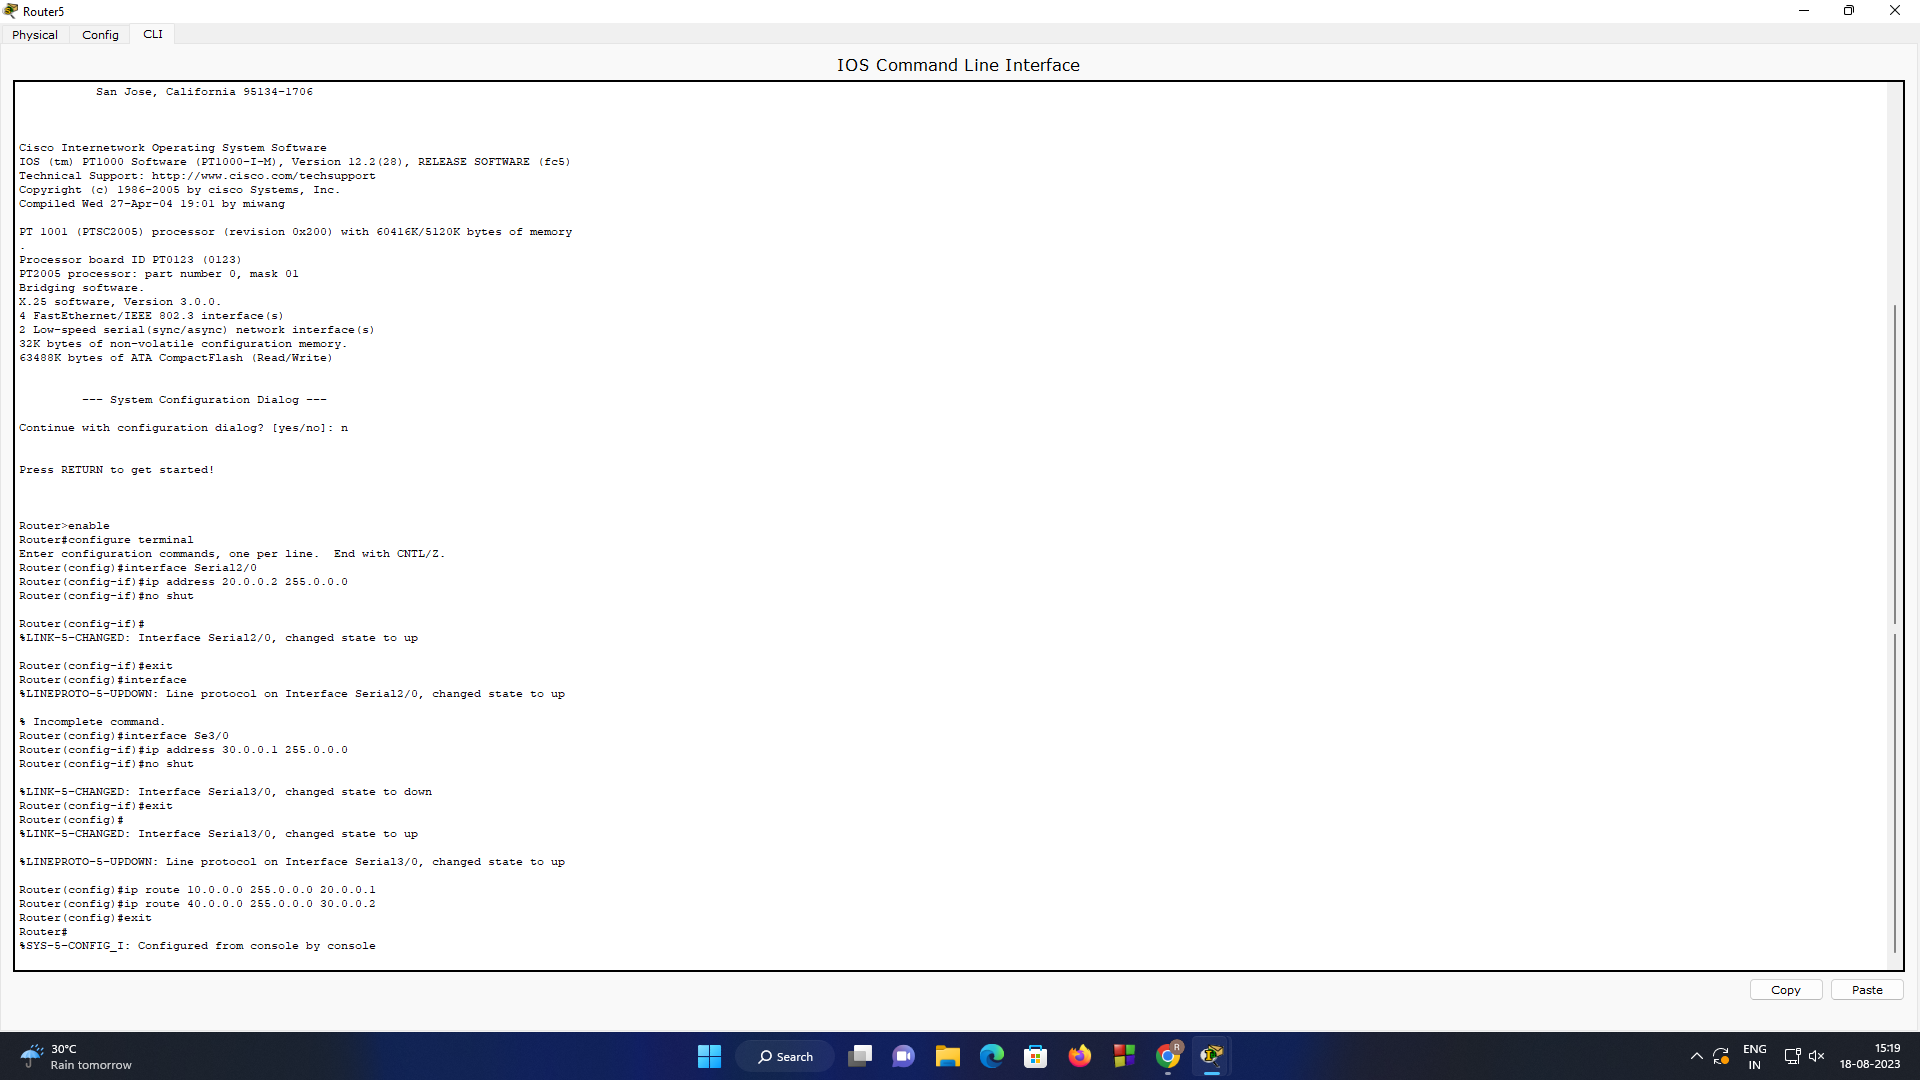 Router5
Physical Config CLI
IOS Command Line Interface
San Jose, California 95134-1706
Cisco Internetwork Operating System Software
IOS (tm) PT1000 Software (PT1000-I-M), Version 12.2(28), RELEASE SOFTWARE (fc5)
Technical Support: http://www.cisco.com/techsupport
Copyright (c) 1986-2005 by cisco Systems, Inc.
Compiled Wed 27-Apr-04 19:01 by miwang
PT 1001 (PTSC2005) processor (revision 0x200) with 60416K/5120K bytes of memory
.
Processor board ID PT0123 (0123)
PT2005 processor: part number 0, mask 01
Bridging software.
X.25 software, Version 3.0.0.
4 FastEthernet/IEEE 802.3 interface(s)
2 Low-speed serial(sync/async) network interface(s)
32K bytes of non-volatile configuration memory.
63488K bytes of ATA CompactFlash (Read/Write)
--- System Configuration Dialog ---
Continue with configuration dialog? [yes/no]: n
Press RETURN to get started!
Router>enable
Router#configure terminal
Enter configuration commands, one per line.  End with CNTL/Z.
Router(config)#interface Serial2/0
Router(config-if)#ip address 20.0.0.2 255.0.0.0
Router(config-if)#no shut
Router(config-if)#
%LINK-5-CHANGED: Interface Serial2/0, changed state to up
Router(config-if)#exit
Router(config)#interface
%LINEPROTO-5-UPDOWN: Line protocol on Interface Serial2/0, changed state to up
% Incomplete command.
Router(config)#interface Se3/0
Router(config-if)#ip address 30.0.0.1 255.0.0.0
Router(config-if)#no shut
%LINK-5-CHANGED: Interface Serial3/0, changed state to down
Router(config-if)#exit
Router(config)#
%LINK-5-CHANGED: Interface Serial3/0, changed state to up
%LINEPROTO-5-UPDOWN: Line protocol on Interface Serial3/0, changed state to up
Router(config)#ip route 10.0.0.0 255.0.0.0 20.0.0.1
Router(config)#ip route 40.0.0.0 255.0.0.0 30.0.0.2
Router(config)#exit
Router#
%SYS-5-CONFIG_I: Configured from console by console
Copy Paste
30°C
Rain tomorrow
Search
R
ENG
IN
15:19
18-08-2023